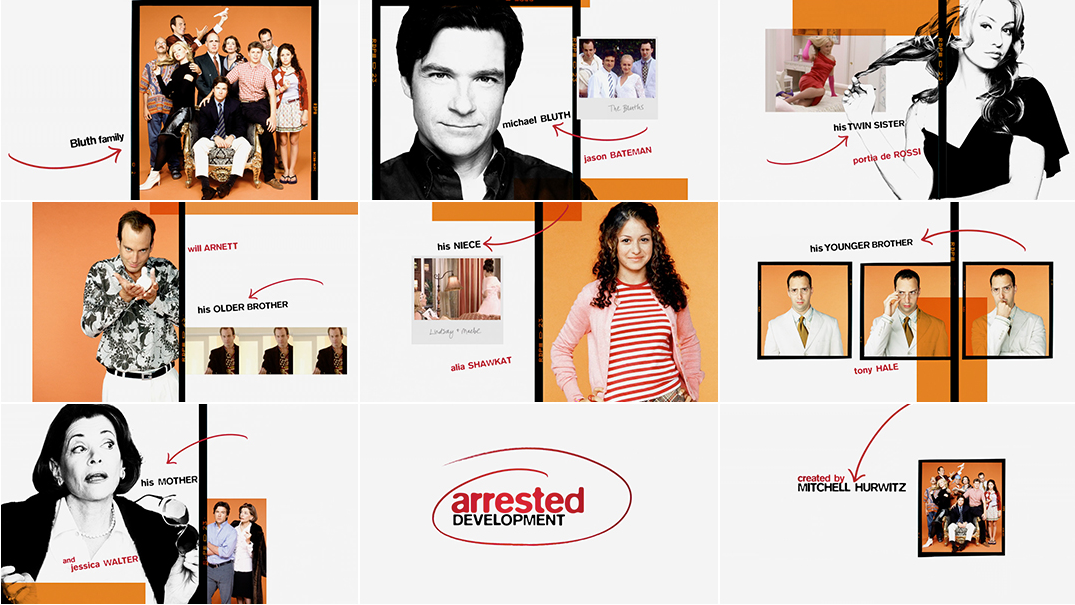 Bluth family
michael BLUTH
The Bluths
jason BATEMAN
his TWIN SISTER
portia de ROSSI
will ARNETT
his OLDER BROTHER
his NIECE
Lindsay + Maebe
alia SHAWKAT
his YOUNGER BROTHER
tony HALE
his MOTHER
and
jessica WALTER
arrested
DEVELOPMENT
created by
MITCHELL HURWITZ